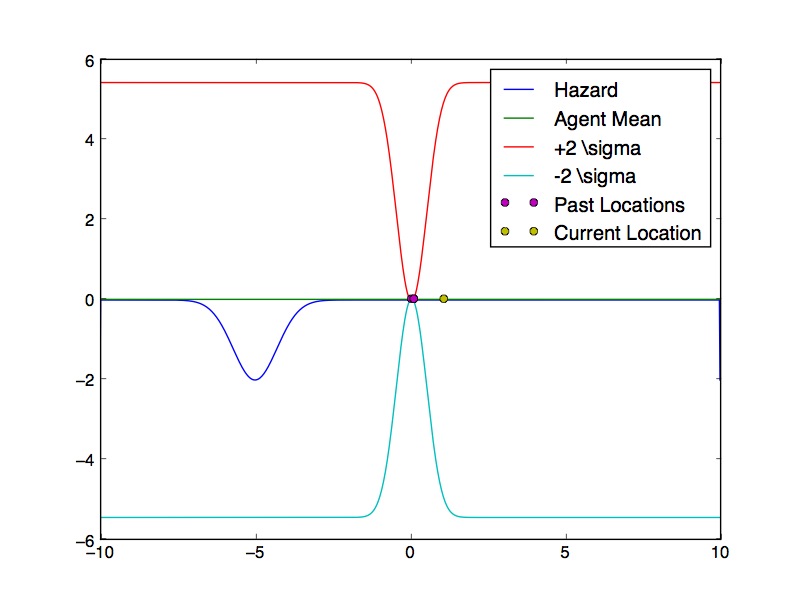 6
4
2
0
−2
−4
−6
−10
−5
0
5
10
Hazard
Agent Mean
+2 \sigma
-2 \sigma
Past Locations
Current Location